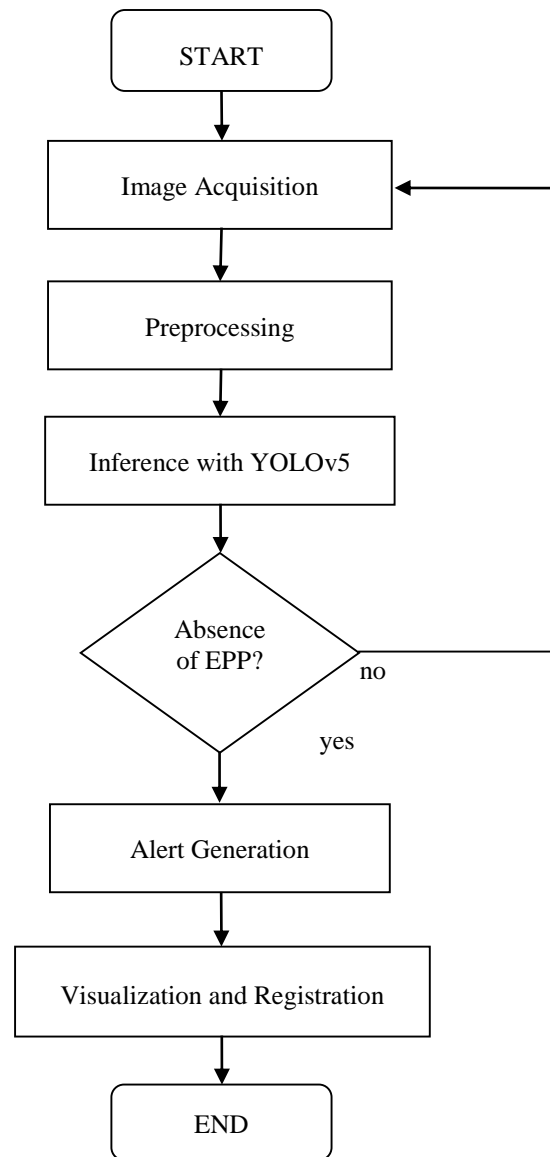 START
Image Acquisition
Preprocessing
Inference with YOLOv5
Absence
of EPP?
no
yes
Alert Generation
Visualization and Registration
END